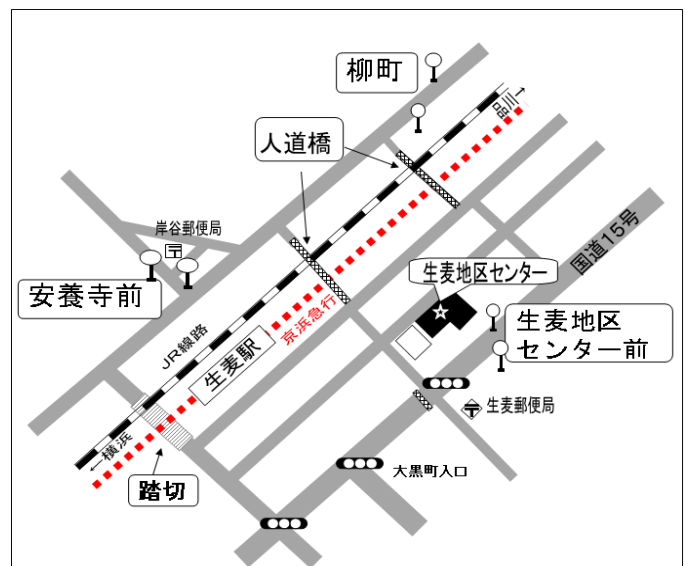 柳町
品川→
人道橋
岸谷郵便局
〒
安養寺前
国道15号
生麦地区センター
生麦地区
センター前
JR線路
京浜急行
生麦駅
〒
生麦郵便局
←横浜
踏切
大黒町入口